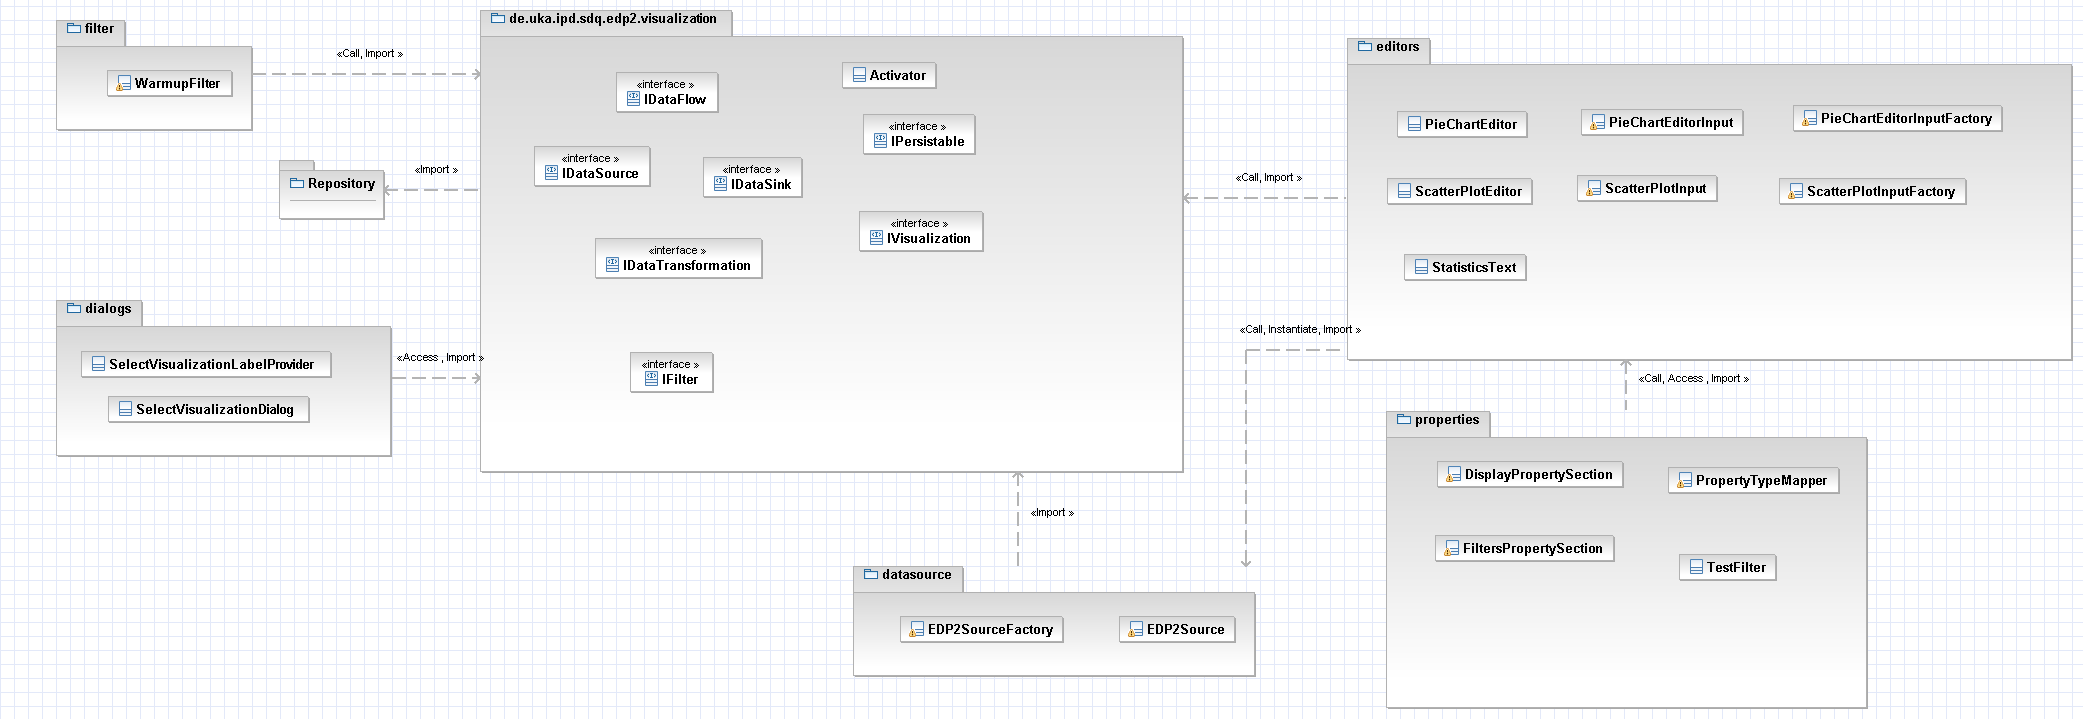 filter
WarmupFilter
«Call, Import »
Repository
«Import »
dialogs
SelectVisualizationLabelProvider
SelectVisualizationDialog
«Access , Import »
de.uka.ipd.sdq.edp2.visualization
«interface »
IDataFlow
Activator
«interface »
IPersistable
«interface »
IDataSource
«interface »
IDataSink
«interface »
IVisualization
«interface »
IDataTransformation
«interface »
IFilter
«Import »
datasource
EDP2SourceFactory
EDP2Source
«Call, Import »
«Call, Instantiate, Import »
editors
PieChartEditor
PieChartEditorInput
PieChartEditorInputFactory
ScatterPlotEditor
ScatterPlotInput
ScatterPlotInputFactory
StatisticsText
«Call, Access , Import »
properties
DisplayPropertySection
PropertyTypeMapper
FiltersPropertySection
TestFilter